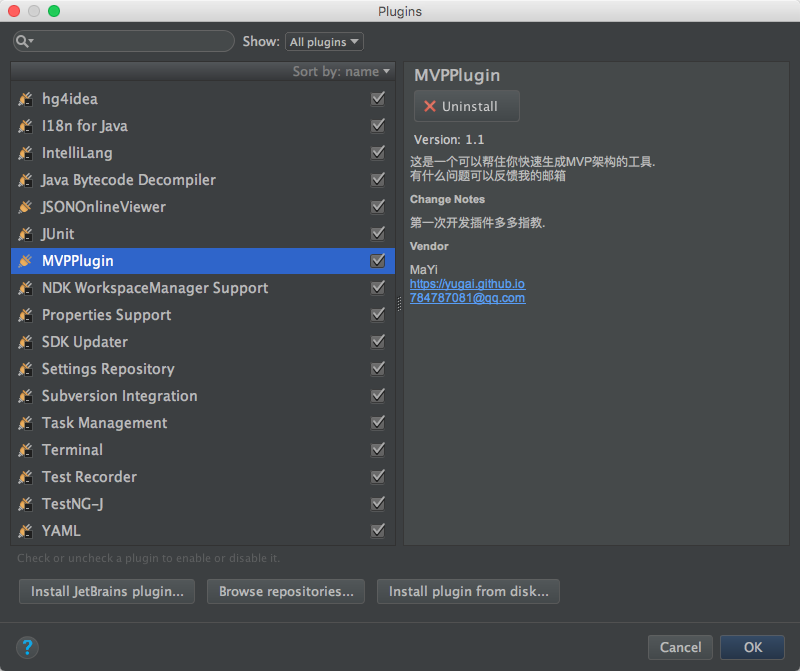 Plugins
Show: All plugins
Sort by: name
hg4idea
I18n for Java
IntelliLang
Java Bytecode Decompiler
JSONOnlineViewer
JUnit
MVPPlugin
NDK WorkspaceManager Support
Properties Support
SDK Updater
Settings Repository
Subversion Integration
Task Management
Terminal
Test Recorder
TestNG-J
YAML
MVPPlugin
Uninstall
Version: 1.1
这是一个可以帮住你快速生成MVP架构的工具.
有什么问题可以反馈我的邮箱
Change Notes
第一次开发插件多多指教.
Vendor
MaYi
https://yugai.github.io
784787081@qq.com
Check or uncheck a plugin to enable or disable it.
Install JetBrains plugin...
Browse repositories...
Install plugin from disk...
?
Cancel
OK